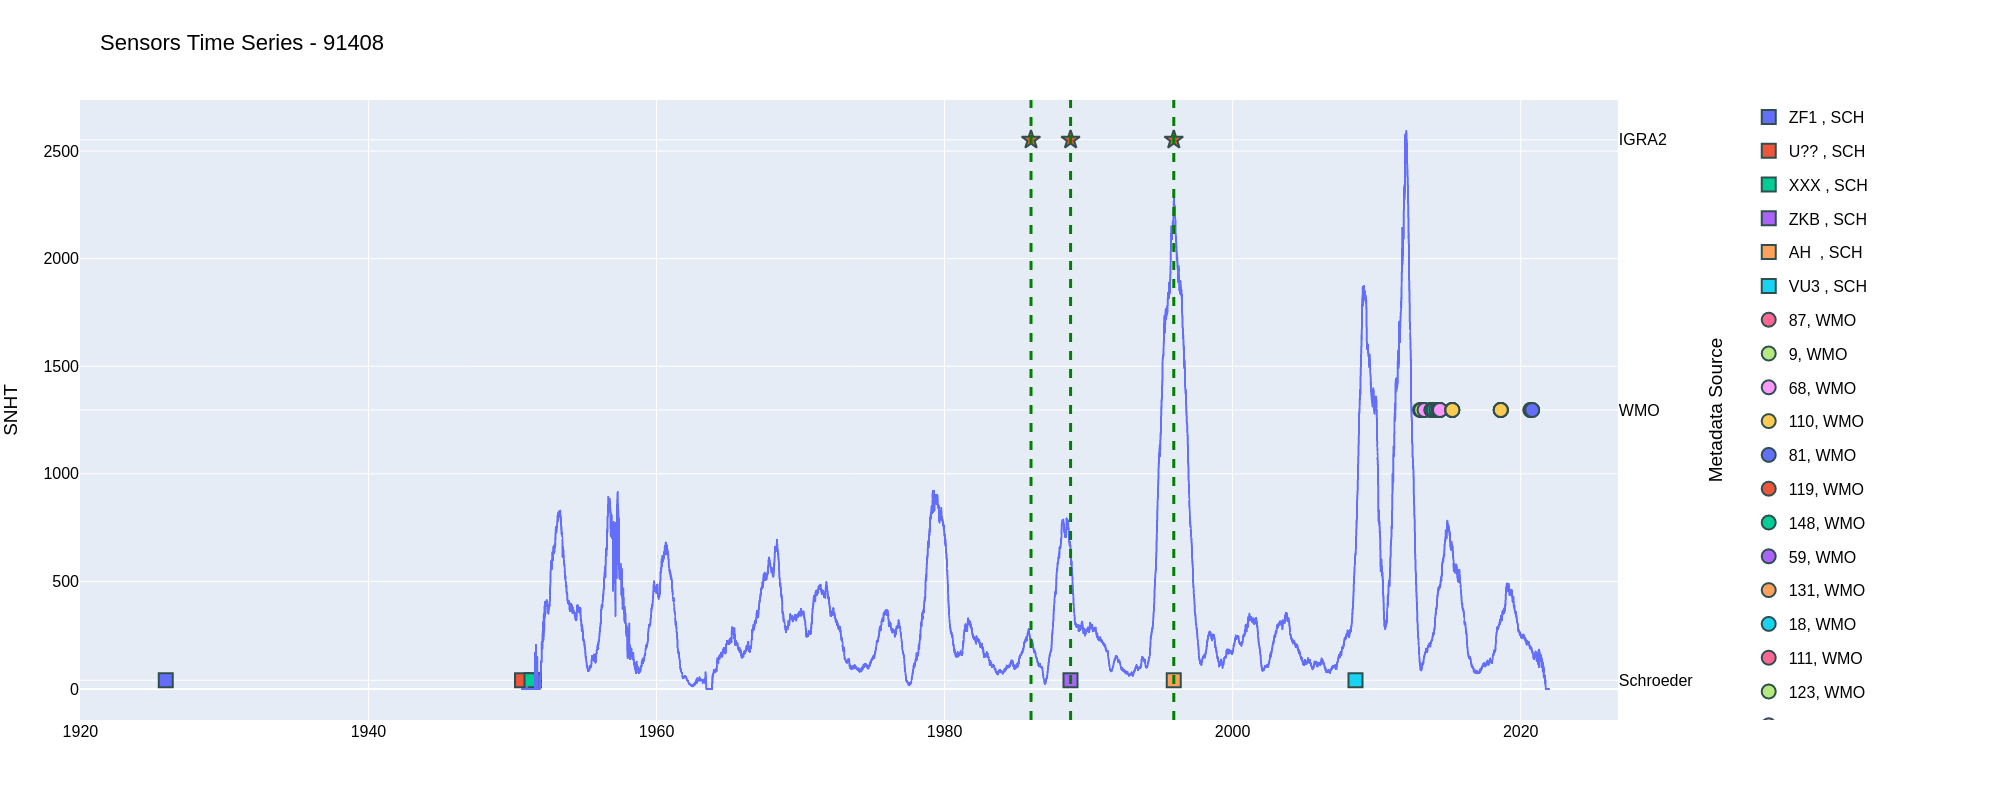 Sensors Time Series - 91408
SNHT
2500
2000
1500
1000
500
0
1920
1940
1960
1980
2000
2020
IGRA2
WMO
Schroeder
Metadata Source
ZF1 , SCH
U?? , SCH
XXX , SCH
ZKB , SCH
AH  , SCH
VU3 , SCH
87, WMO
9, WMO
68, WMO
110, WMO
81, WMO
119, WMO
148, WMO
59, WMO
131, WMO
18, WMO
111, WMO
123, WMO